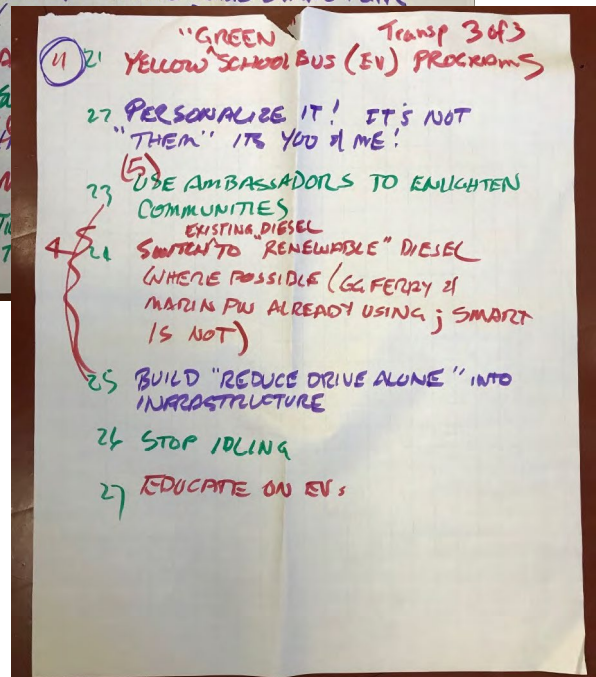 "GREEN Transp 3 of 3
4 21 YELLOW ^ SCHOOL BUS (EV) PROGRAMS
22 PERSONALIZE IT! IT'S NOT
"THEM" ITS YOU & ME!
(5)
23 USE AMBASSADORS TO ENLIGHTEN
COMMUNITIES
EXISTING DIESEL
4 24 SWITCH TO "RENEWABLE" DIESEL
WHERE POSSIBLE (GG FERRY &
MARIN PW ALREADY USING; SMART
IS NOT)
25 BUILD "REDUCE DRIVE ALONE" INTO
INFRASTRUCTURE
26 STOP IDLING
27 EDUCATE ON EVs